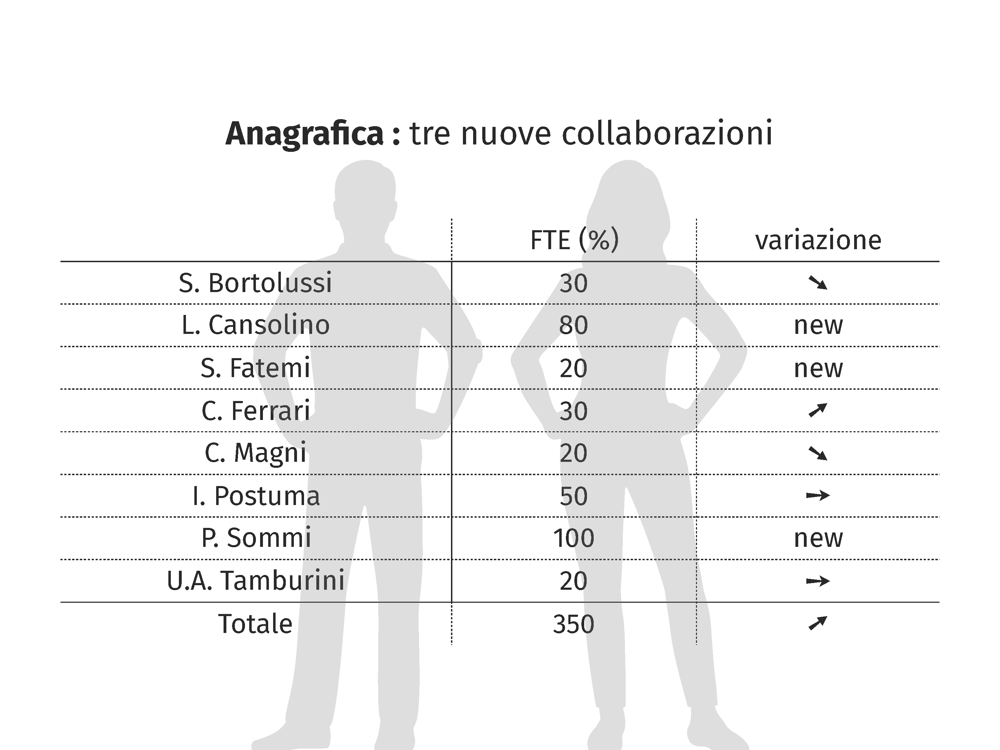 Anagrafica : tre nuove collaborazioni
FTE (%) variazione
S. Bortolussi 30 ➘
L. Cansolino 80 new
S. Fatemi 20 new
C. Ferrari 30 ➚
C. Magni 20 ➘
I. Postuma 50 ➙
P. Sommi 100 new
U.A. Tamburini 20 ➙
Totale 350 ➚